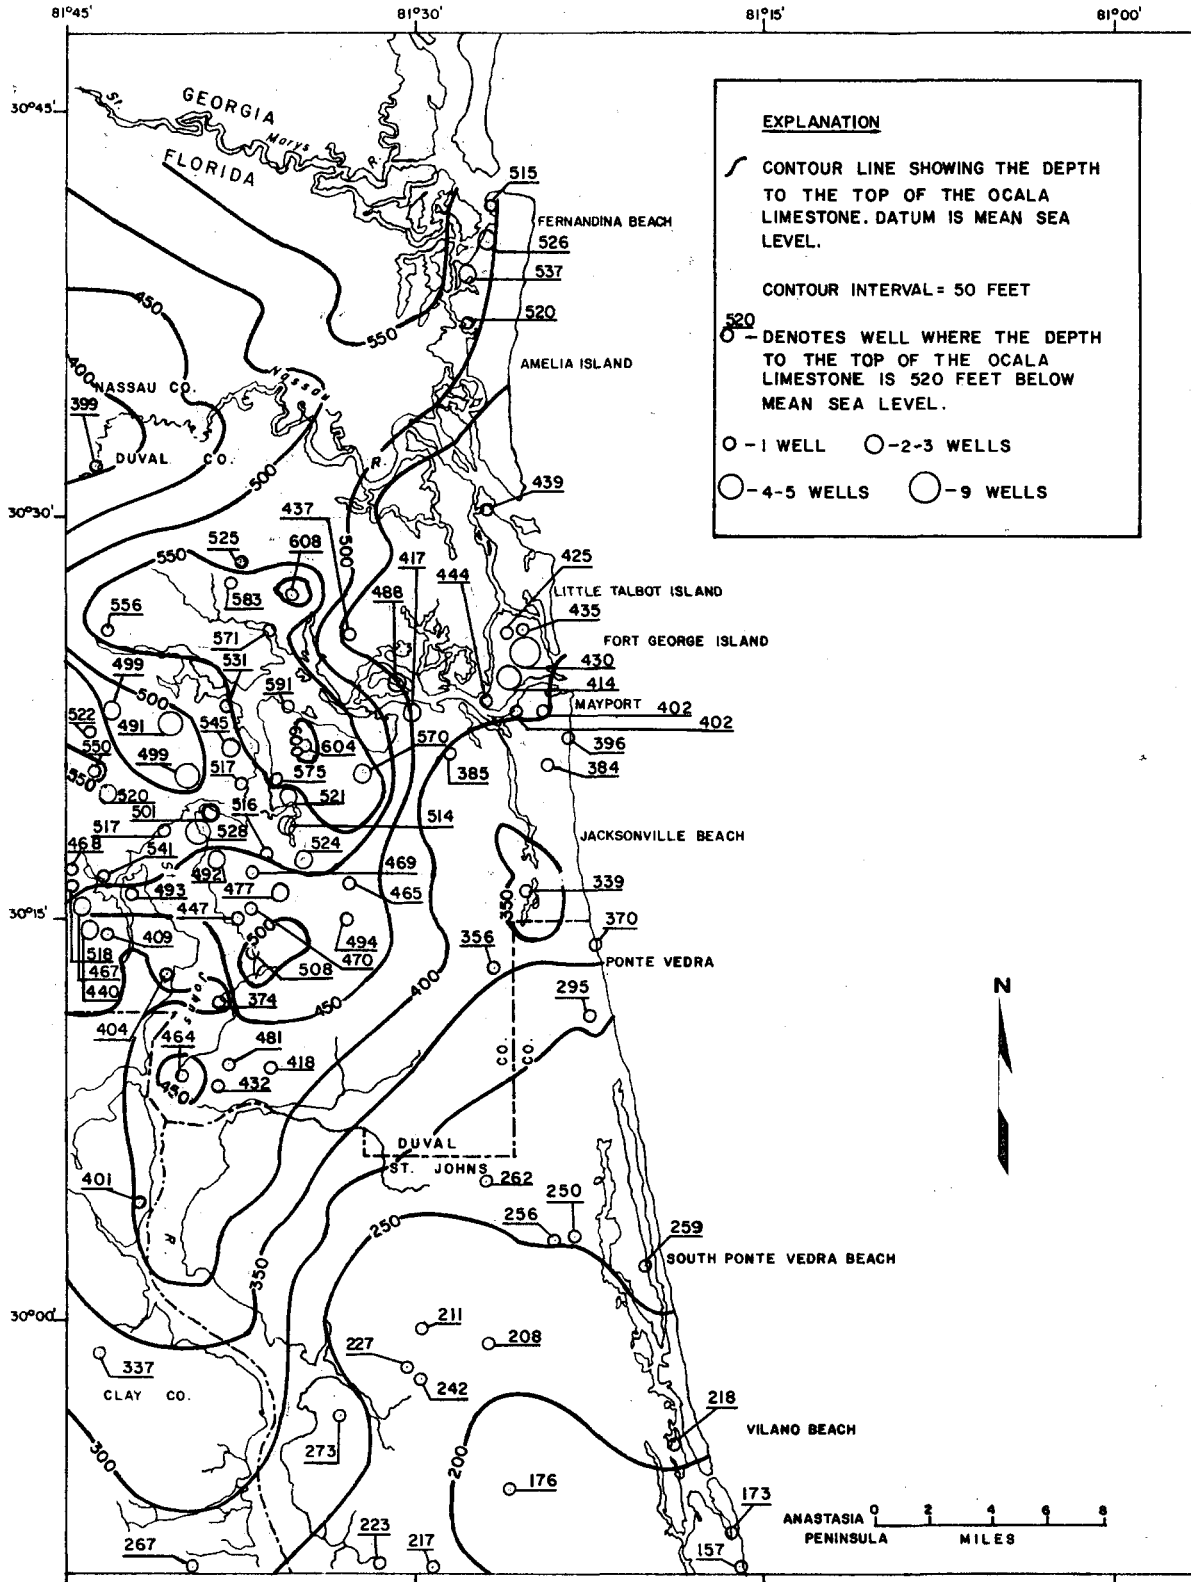 81°45' 81°30' 81°15' 81°00'
30°45'
GEORGIA
St. Marys R.
FLORIDA
EXPLANATION
CONTOUR LINE SHOWING THE DEPTH
TO THE TOP OF THE OCALA
LIMESTONE. DATUM IS MEAN SEA
LEVEL.
CONTOUR INTERVAL = 50 FEET
520
- DENOTES WELL WHERE THE DEPTH
TO THE TOP OF THE OCALA
LIMESTONE IS 520 FEET BELOW
MEAN SEA LEVEL.
-1 WELL -2-3 WELLS
-4-5 WELLS -9 WELLS
515
FERNANDINA BEACH
526
537
450
520
550
AMELIA ISLAND
400
NASSAU CO.
Nassau
399
DUVAL CO.
R.
500
439
30°30'
437
500
525
608
550
417
425
444
583
488
LITTLE TALBOT ISLAND
556
571
435
FORT GEORGE ISLAND
499
531
430
500
591
414
MAYPORT
522
491
545
402
402
609
604
570
396
550
499
550
517
575
385
384
520
521
501
516
514
JACKSONVILLE BEACH
517
528
468
541
St.
524
469
492
493
477
465
339
350
30°15'
447
500
494
370
409
356
518
508
470
PONTE VEDRA
467
N
440
Johns
374
450
400
295
404
464
481
CO.
CO.
418
450
432
DUVAL
ST. JOHNS
401
262
250
R
250
256
259
SOUTH PONTE VEDRA BEACH
350
30°00'
211
227
208
337
242
CLAY CO.
218
VILANO BEACH
273
300
200
176
173
ANASTASIA
PENINSULA
0 2 4 6 8
MILES
267
223
217
157